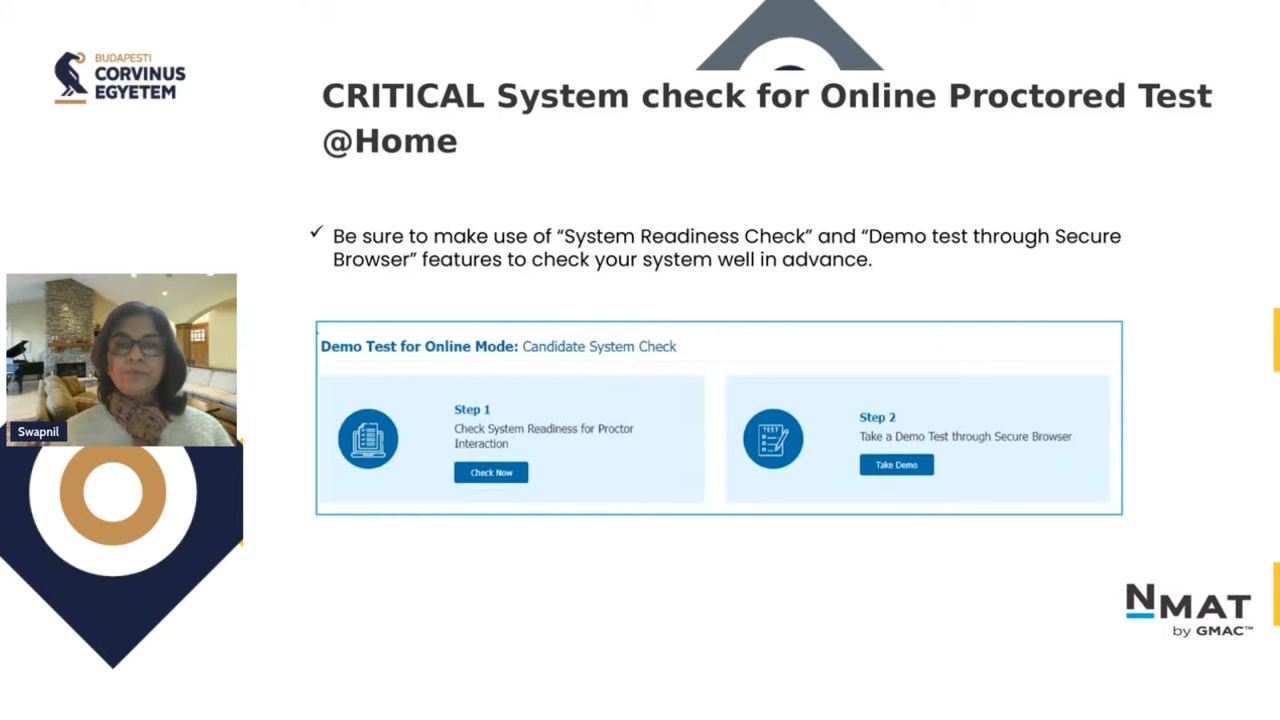 BUDAPESTI
CORVINUS
EGYETEM
CRITICAL System check for Online Proctored Test
@Home
✓ Be sure to make use of “System Readiness Check” and “Demo test through Secure
Browser” features to check your system well in advance.
Demo Test for Online Mode: Candidate System Check
Step 1
Check System Readiness for Proctor
Interaction
Check Now
Step 2
Take a Demo Test through Secure Browser
Take Demo
TEST
Swapnil
NMAT
by GMAC™